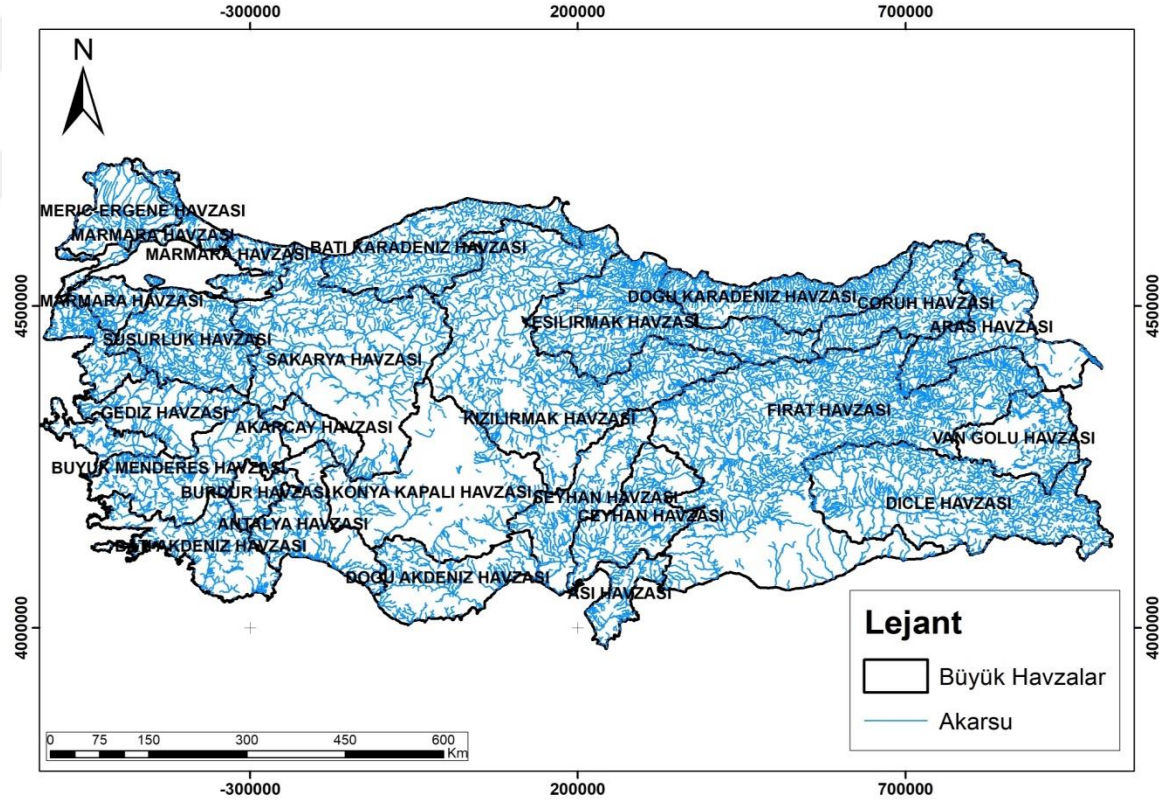 -300000 200000 700000
N
MERIC-ERGENE HAVZASI
MARMARA HAVZASI
MARMARA HAVZASI
BATI KARADENIZ HAVZASI
DOGU KARADENIZ HAVZASI
CORUH HAVZASI
MARMARA HAVZASI
4500000
4500000
YESILIRMAK HAVZASI
ARAS HAVZASI
SUSURLUK HAVZASI
SAKARYA HAVZASI
GEDIZ HAVZASI
AKARCAY HAVZASI
KIZILIRMAK HAVZASI
FIRAT HAVZASI
VAN GOLU HAVZASI
BUYUK MENDERES HAVZASI
BURDUR HAVZASI
KONYA KAPALI HAVZASI
SEYHAN HAVZASI
DICLE HAVZASI
ANTALYA HAVZASI
CEYHAN HAVZASI
BATI AKDENIZ HAVZASI
DOGU AKDENIZ HAVZASI
ASI HAVZASI
4000000
4000000
Lejant
Büyük Havzalar
Akarsu
0 75 150 300 450 600
Km
-300000 200000 700000